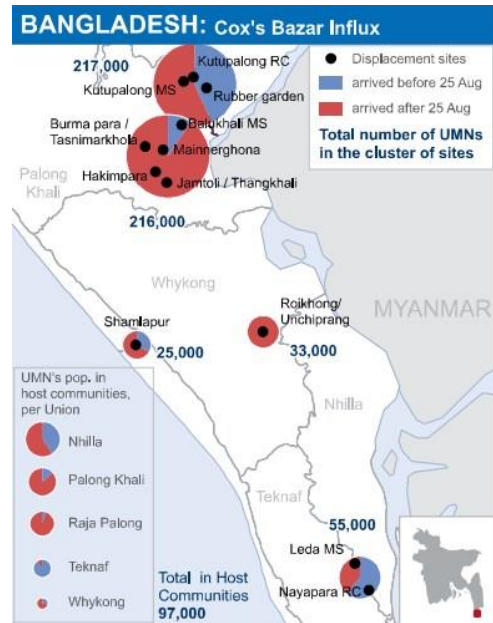 BANGLADESH: Cox's Bazar Influx
217,000
Kutupalong RC
Kutupalong MS
Rubber garden
Displacement sites
arrived before 25 Aug
arrived after 25 Aug
Total number of UMNs
in the cluster of sites
Burma para /
Tasnimarkhola
Balukhali MS
Mainnerghona
Hakimpara
Jamtoli / Thangkhali
Palong
Khali
216,000
Whykong
MYANMAR
Shamlapur
25,000
Roikhong/
Unchiprang
33,000
UMN's pop. in
host communities,
per Union
Nhilla
Palong Khali
Raja Palong
Teknaf
Whykong
Nhilla
Teknaf
55,000
Leda MS
Nayapara RC
Total in Host
Communities
97,000